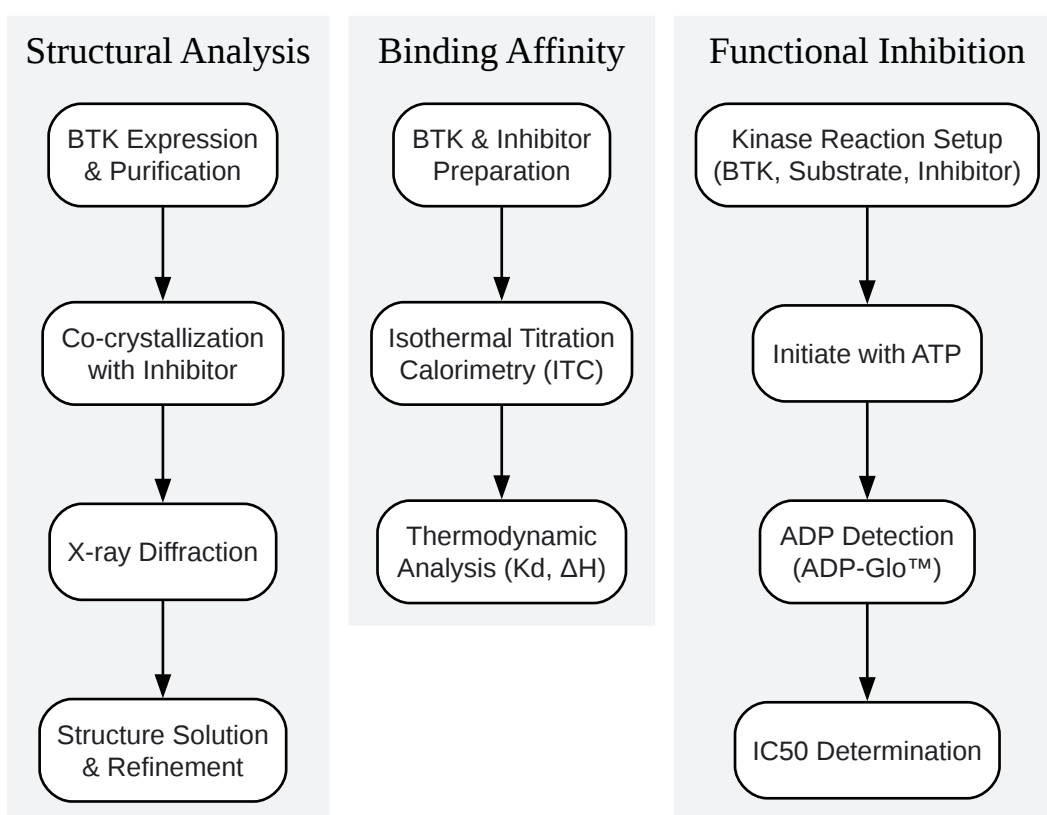 Structural Analysis
BTK Expression
& Purification
Co-crystallization
with Inhibitor
X-ray Diffraction
Structure Solution
& Refinement
Binding Affinity
BTK & Inhibitor
Preparation
Isothermal Titration
Calorimetry (ITC)
Thermodynamic
Analysis (Kd, ΔH)
Functional Inhibition
Kinase Reaction Setup
(BTK, Substrate, Inhibitor)
Initiate with ATP
ADP Detection
(ADP-Glo™)
IC50 Determination